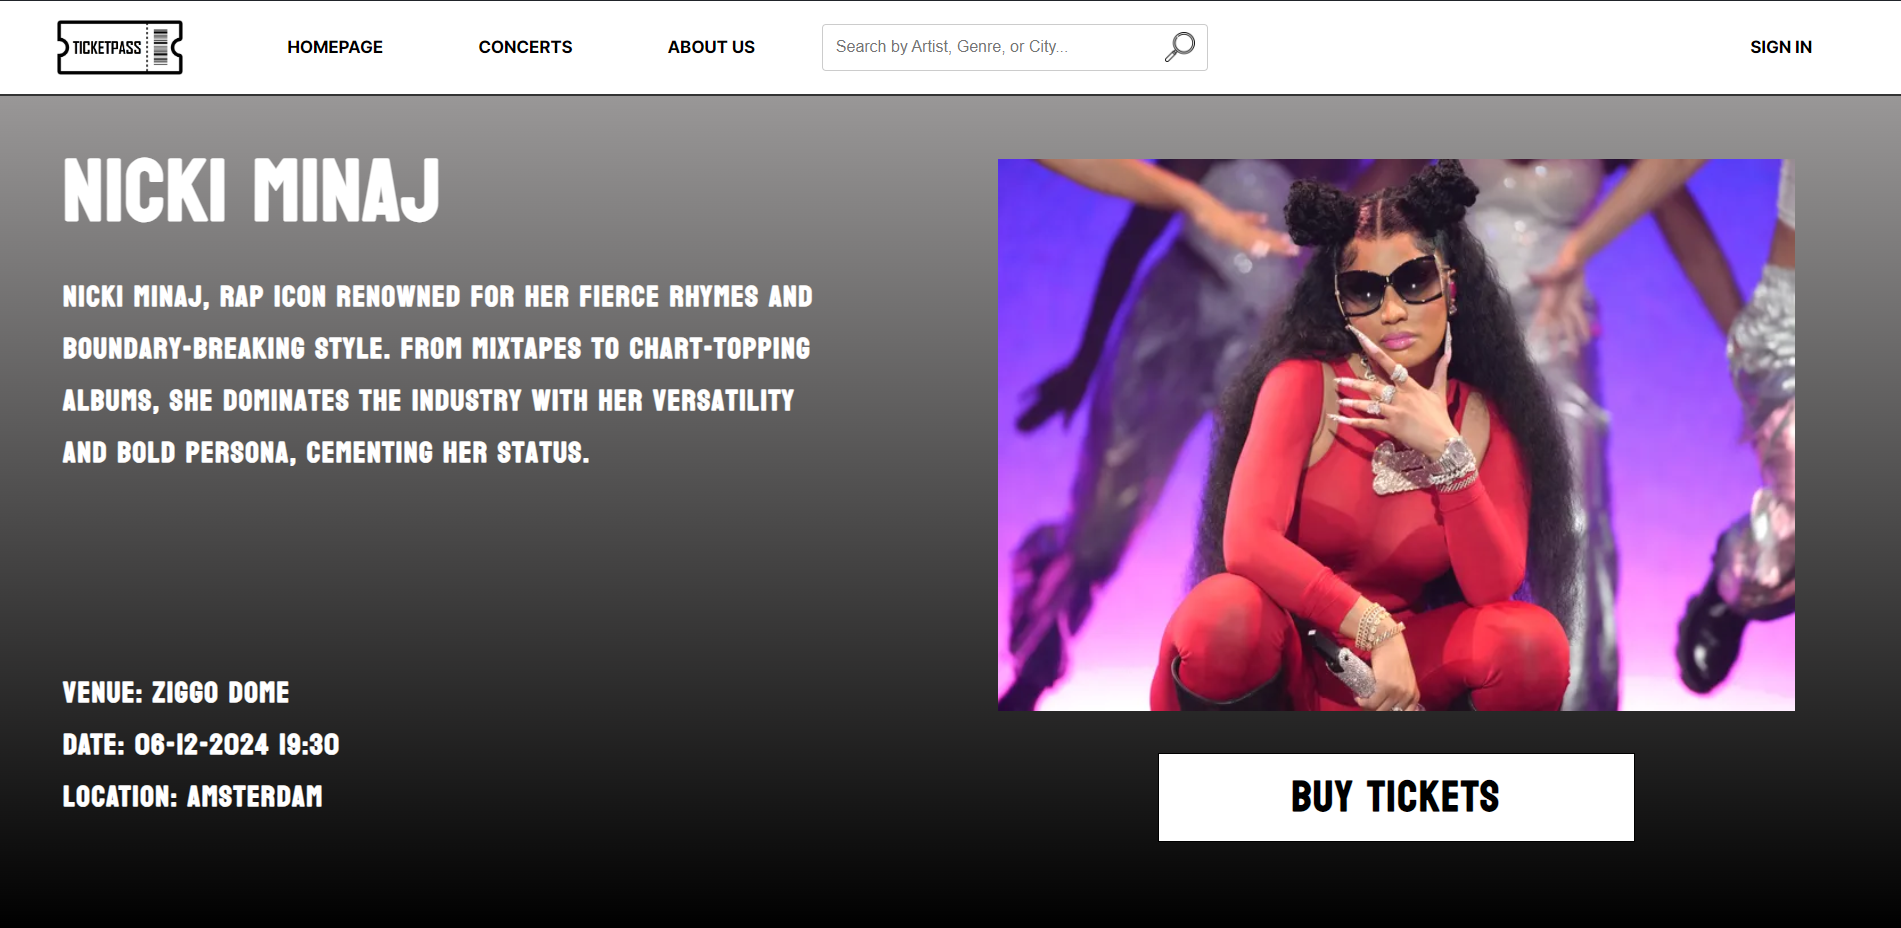 TICKETPASS
HOMEPAGE
CONCERTS
ABOUT US
Search by Artist, Genre, or City...
SIGN IN
NICKI MINAJ
NICKI MINAJ, RAP ICON RENOWNED FOR HER FIERCE RHYMES AND
BOUNDARY-BREAKING STYLE. FROM MIXTAPES TO CHART-TOPPING
ALBUMS, SHE DOMINATES THE INDUSTRY WITH HER VERSATILITY
AND BOLD PERSONA, CEMENTING HER STATUS.
VENUE: ZIGGO DOME
DATE: 06-12-2024 19:30
LOCATION: AMSTERDAM
BUY TICKETS